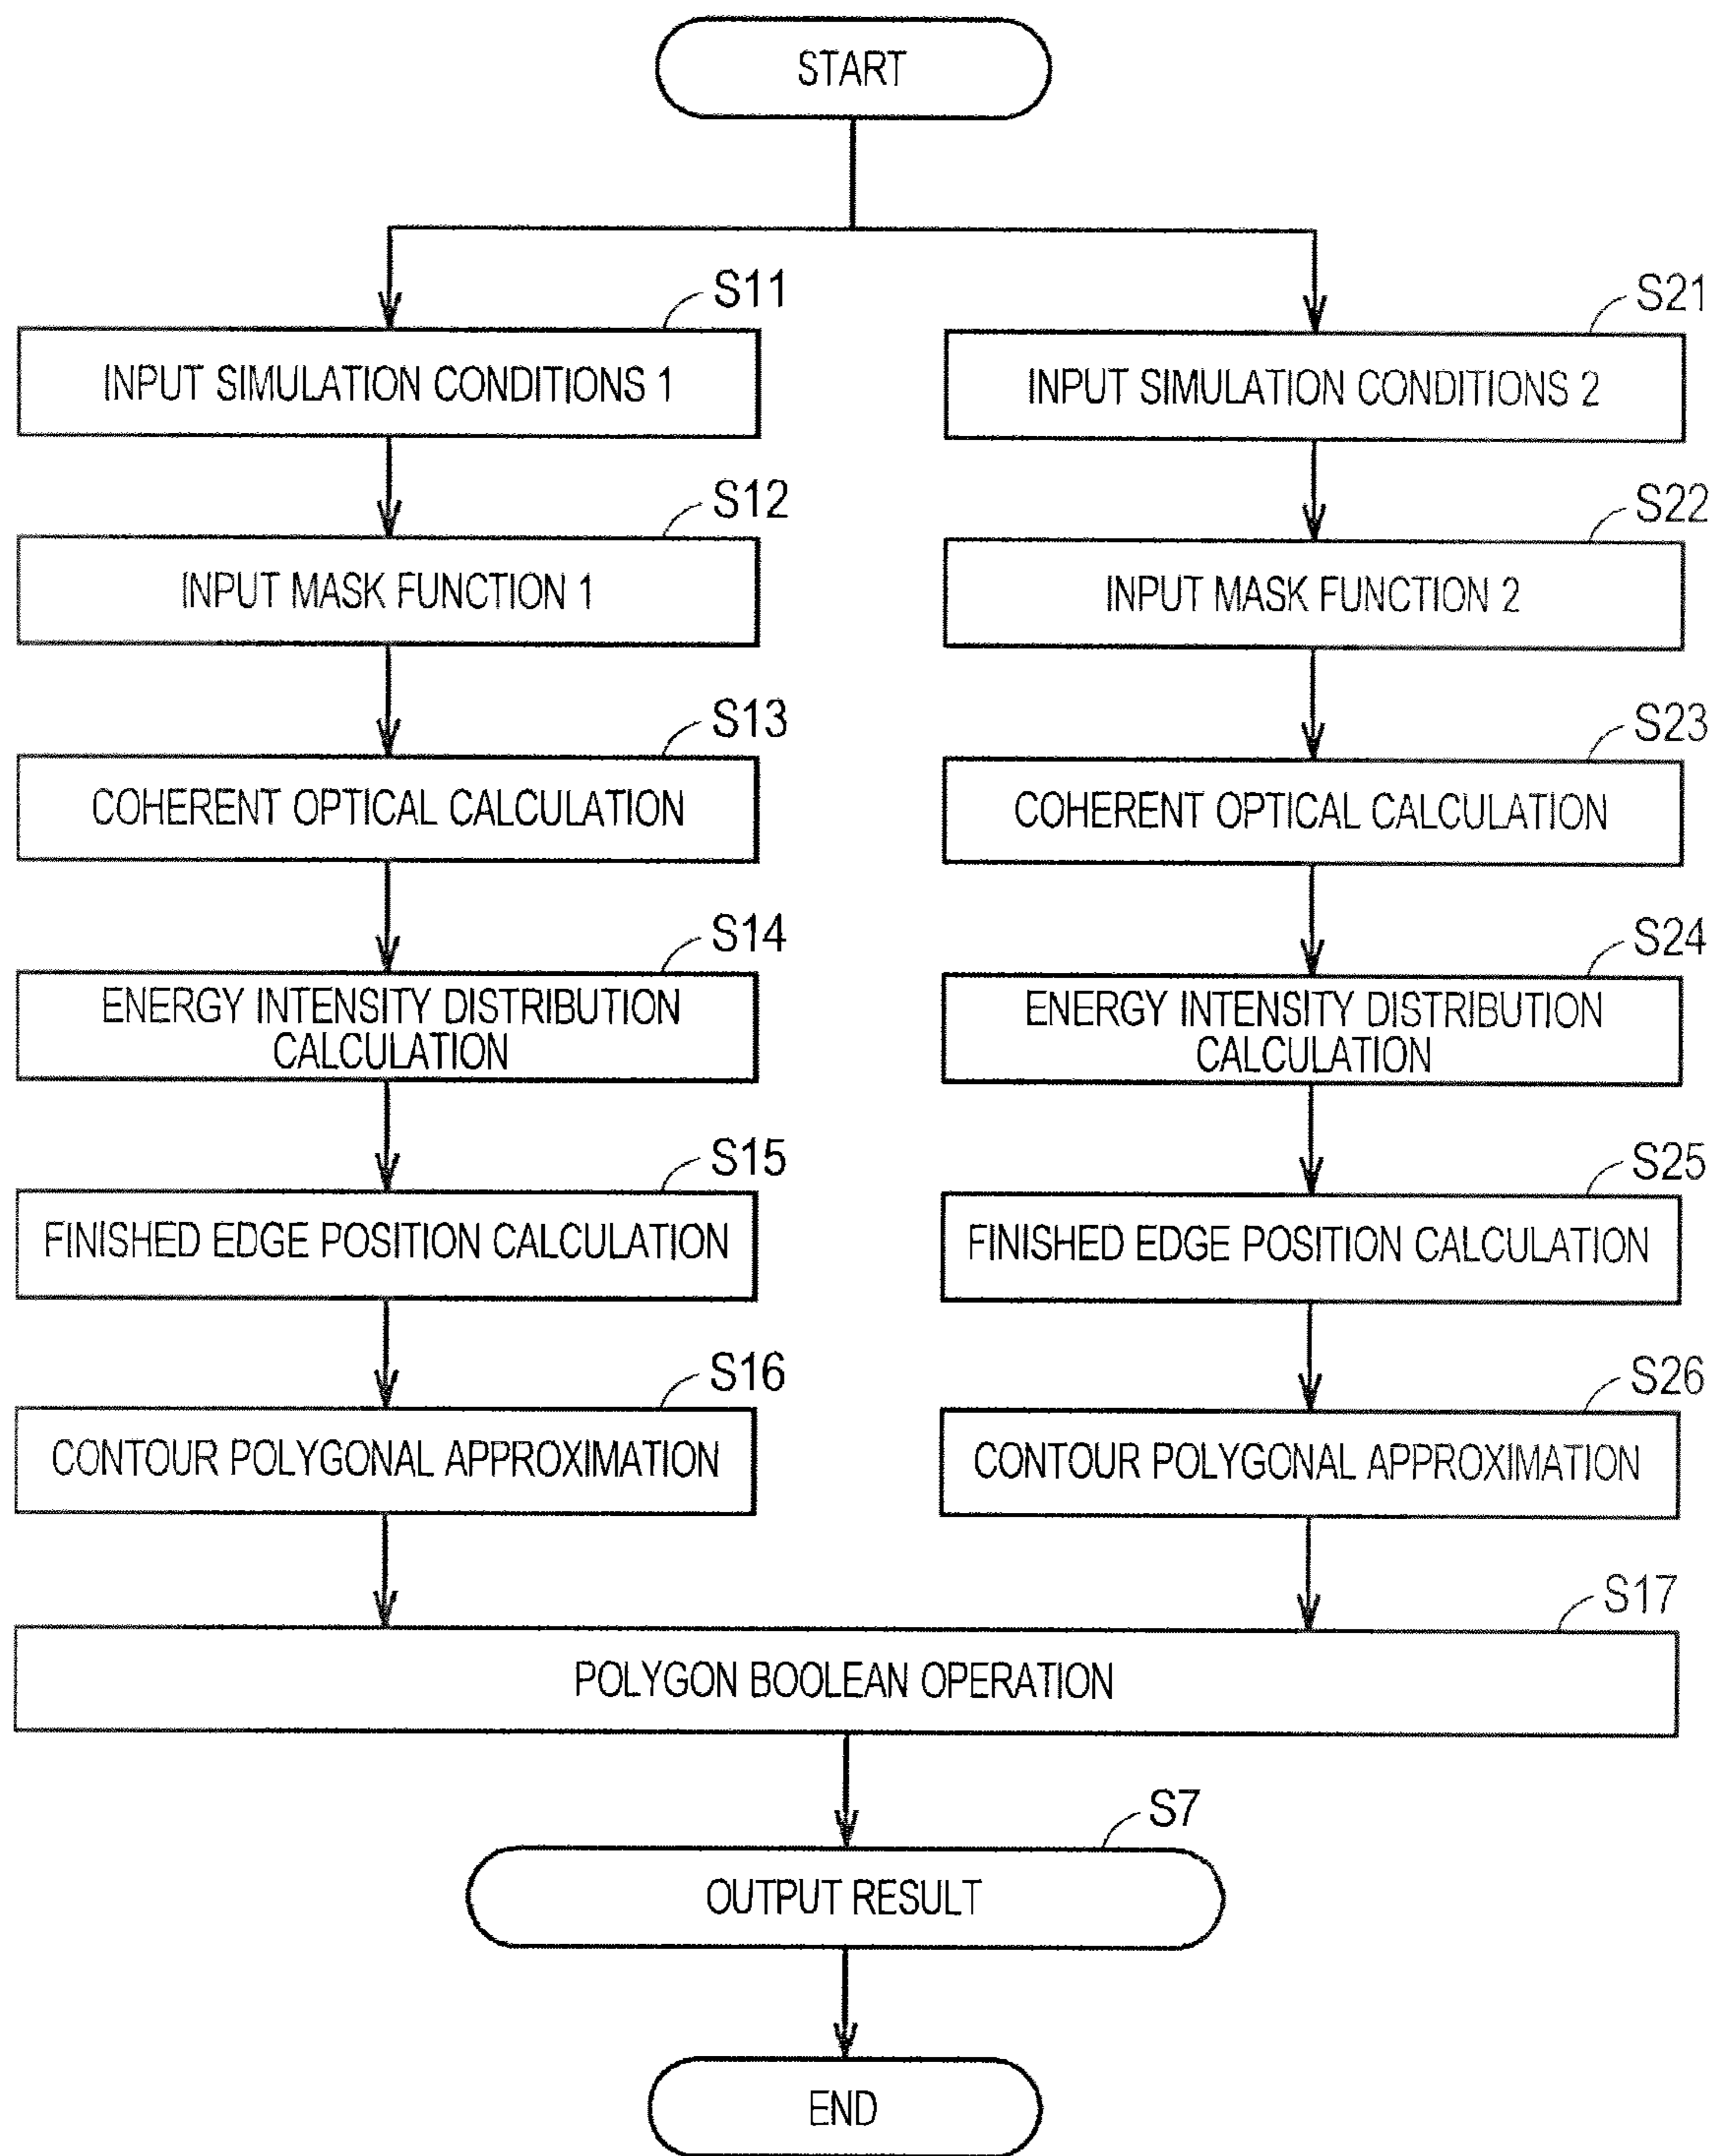 START
S11
INPUT SIMULATION CONDITIONS 1
S21
INPUT SIMULATION CONDITIONS 2
S12
INPUT MASK FUNCTION 1
S22
INPUT MASK FUNCTION 2
S13
COHERENT OPTICAL CALCULATION
S23
COHERENT OPTICAL CALCULATION
S14
ENERGY INTENSITY DISTRIBUTION
CALCULATION
S24
ENERGY INTENSITY DISTRIBUTION
CALCULATION
S15
FINISHED EDGE POSITION CALCULATION
S25
FINISHED EDGE POSITION CALCULATION
S16
CONTOUR POLYGONAL APPROXIMATION
S26
CONTOUR POLYGONAL APPROXIMATION
S17
POLYGON BOOLEAN OPERATION
S7
OUTPUT RESULT
END